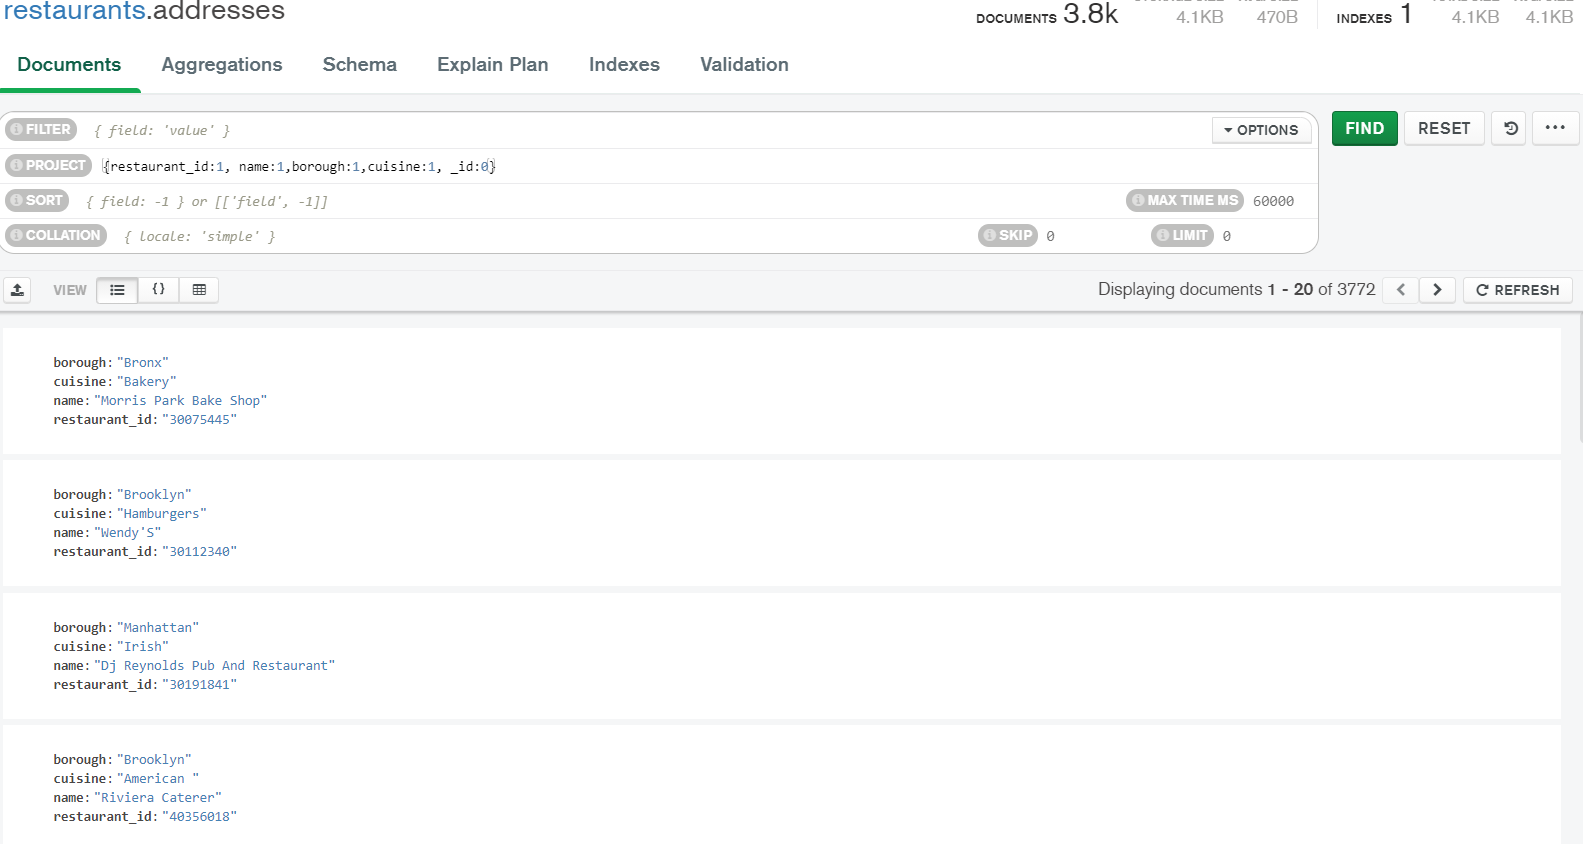 restaurants.addresses
DOCUMENTS 3.8k 4.1KB 470B INDEXES 1 4.1KB 4.1KB
Documents Aggregations Schema Explain Plan Indexes Validation
FILTER { field: 'value' } OPTIONS FIND RESET
PROJECT {restaurant_id:1, name:1,borough:1,cuisine:1, _id:0}
SORT { field: -1 } or [['field', -1]] MAX TIME MS 60000
COLLATION { locale: 'simple' } SKIP 0 LIMIT 0
VIEW {} Displaying documents 1 - 20 of 3772 < > REFRESH
borough: "Bronx"
cuisine: "Bakery"
name: "Morris Park Bake Shop"
restaurant_id: "30075445"
borough: "Brooklyn"
cuisine: "Hamburgers"
name: "Wendy'S"
restaurant_id: "30112340"
borough: "Manhattan"
cuisine: "Irish"
name: "Dj Reynolds Pub And Restaurant"
restaurant_id: "30191841"
borough: "Brooklyn"
cuisine: "American "
name: "Riviera Caterer"
restaurant_id: "40356018"